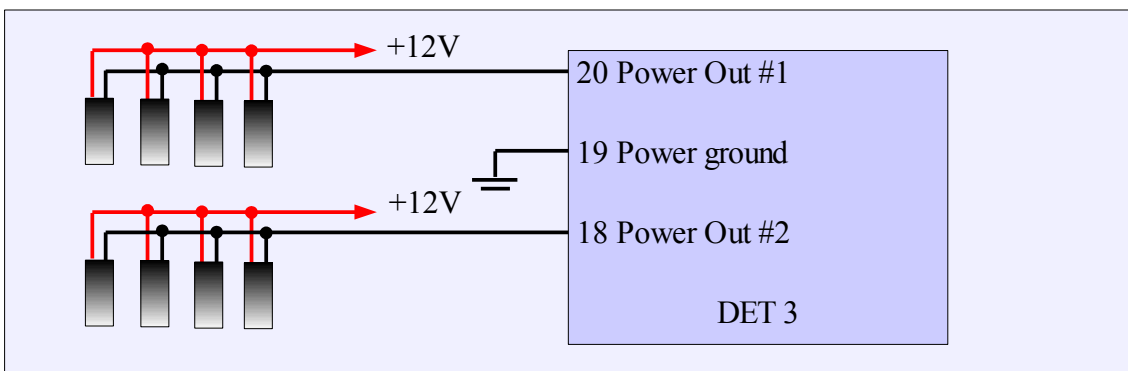 +12V
20 Power Out #1
19 Power ground
+12V
18 Power Out #2
DET 3